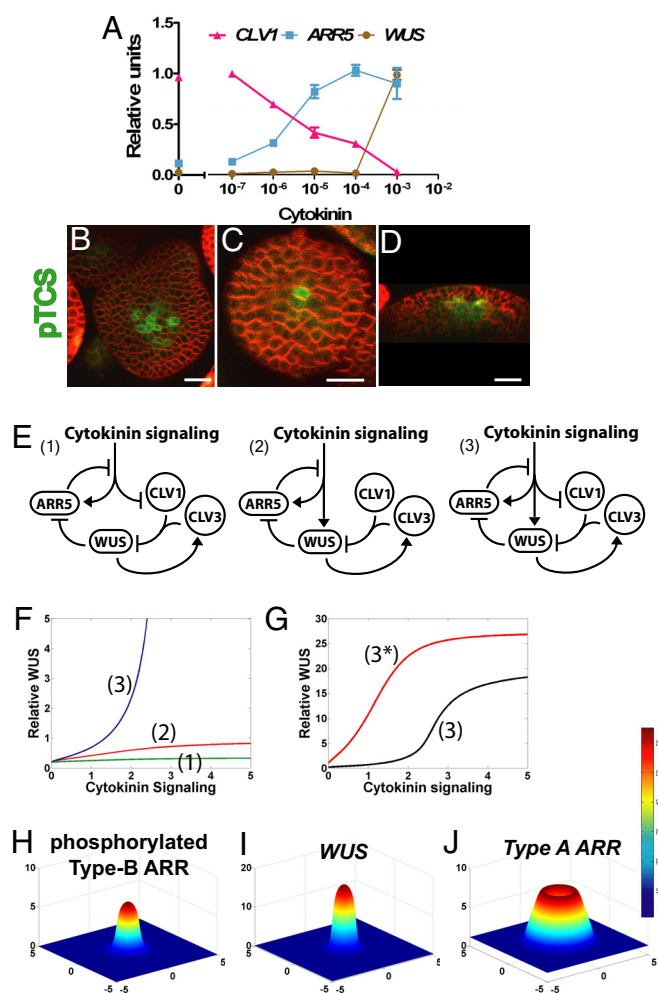 A
CLV1 ARR5 WUS
Relative units
1.5
1.0
0.5
0.0
0 10-7 10-6 10-5 10-4 10-3 10-2
Cytokinin
pTCS
B C D
E
(1) Cytokinin signaling
ARR5 CLV1 CLV3 WUS
(2) Cytokinin signaling
ARR5 CLV1 CLV3 WUS
(3) Cytokinin signaling
ARR5 CLV1 CLV3 WUS
F
Relative WUS
5
4
3
2
1
0
0 1 2 3 4 5
Cytokinin Signaling
(3)
(2)
(1)
G
Relative WUS
30
25
20
15
10
5
0
0 1 2 3 4 5
Cytokinin signaling
(3*)
(3)
H phosphorylated
Type-B ARR
10
5
0
5
0
-5 -5
0
5
I WUS
20
10
0
5
0
-5 -5
0
5
J Type A ARR
10
5
0
5
0
-5 -5
0
5